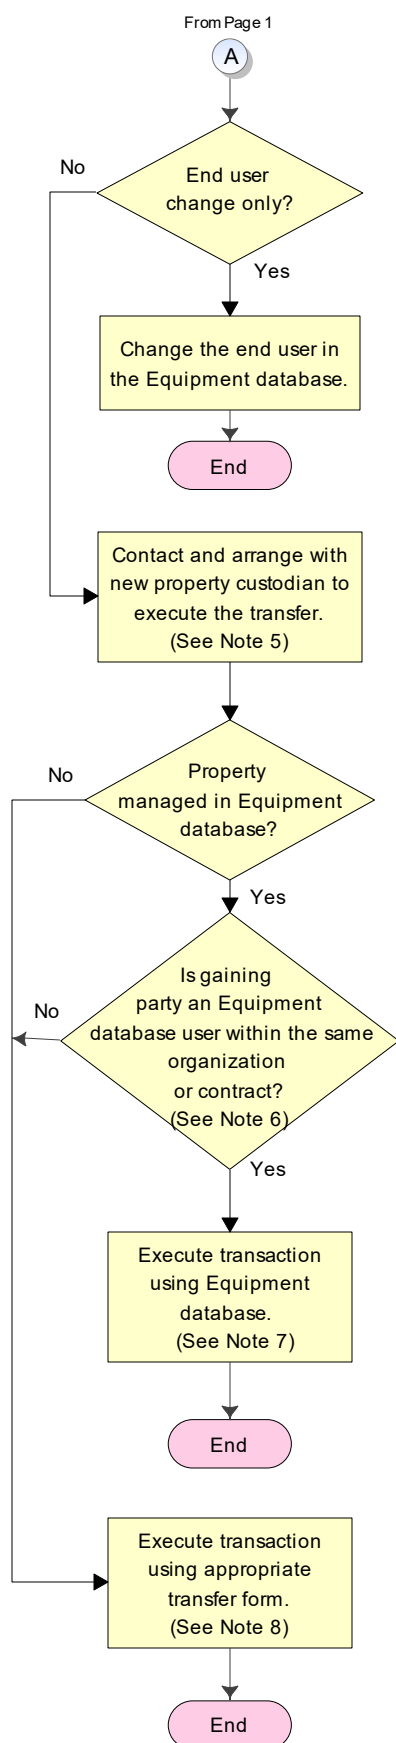 From Page 1
A
End user
change only?
No
Yes
Change the end user in
the Equipment database.
End
Contact and arrange with
new property custodian to
execute the transfer.
(See Note 5)
No
Property
managed in Equipment
database?
Yes
Is gaining
party an Equipment
database user within the same
organization
or contract?
(See Note 6)
No
Yes
Execute transaction
using Equipment
database.
(See Note 7)
End
Execute transaction
using appropriate
transfer form.
(See Note 8)
End